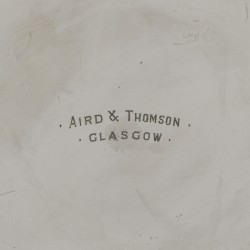 . AIRD & THOMSON .
. GLASGOW .